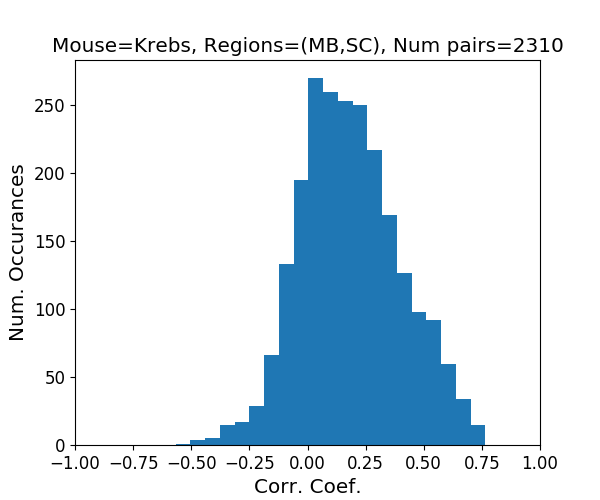 Mouse=Krebs, Regions=(MB,SC), Num pairs=2310
Num. Occurances
250
200
150
100
50
0
−1.00 −0.75 −0.50 −0.25 0.00 0.25 0.50 0.75 1.00
Corr. Coef.